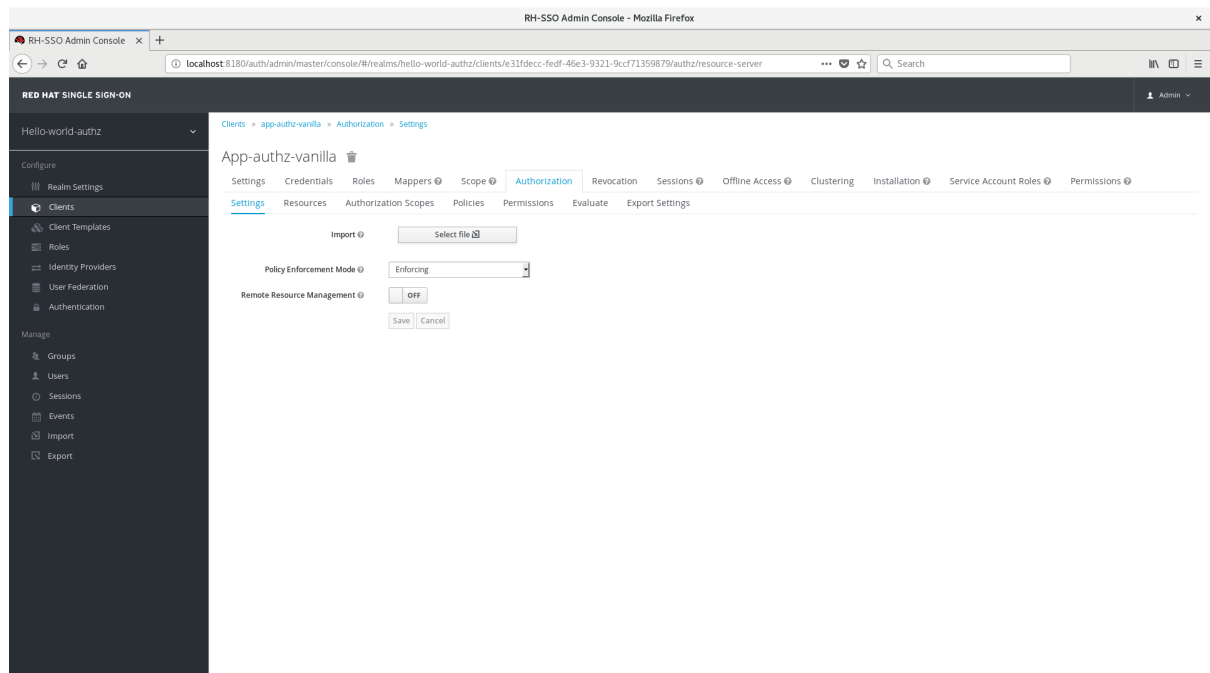 RH-SSO Admin Console - Mozilla Firefox
RH-SSO Admin Console
localhost:8180/auth/admin/master/console/#/realms/hello-world-authz/clients/e31fdecc-fedf-46e3-9321-9ccf71359879/authz/resource-server
Search
RED HAT SINGLE SIGN-ON
Admin
Hello-world-authz
Configure
Realm Settings
Clients
Client Templates
Roles
Identity Providers
User Federation
Authentication
Manage
Groups
Users
Sessions
Events
Import
Export
Clients » app-authz-vanilla » Authorization » Settings
App-authz-vanilla
Settings Credentials Roles Mappers Scope Authorization Revocation Sessions Offline Access Clustering Installation Service Account Roles Permissions
Settings Resources Authorization Scopes Policies Permissions Evaluate Export Settings
Import Select file
Policy Enforcement Mode Enforcing
Remote Resource Management OFF
Save Cancel